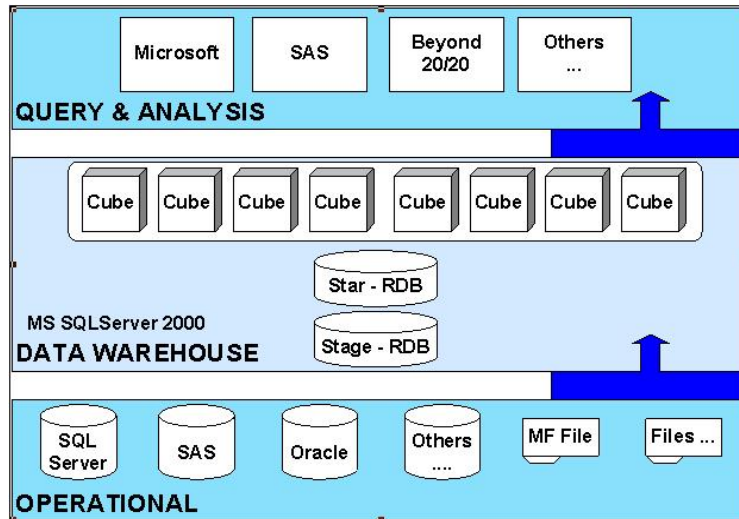 Microsoft
SAS
Beyond
20/20
Others
...
QUERY & ANALYSIS
Cube Cube Cube Cube Cube Cube Cube Cube
Star - RDB
MS SQLServer 2000
Stage - RDB
DATA WAREHOUSE
SQL
Server
SAS
Oracle
Others
....
MF File
Files ...
OPERATIONAL